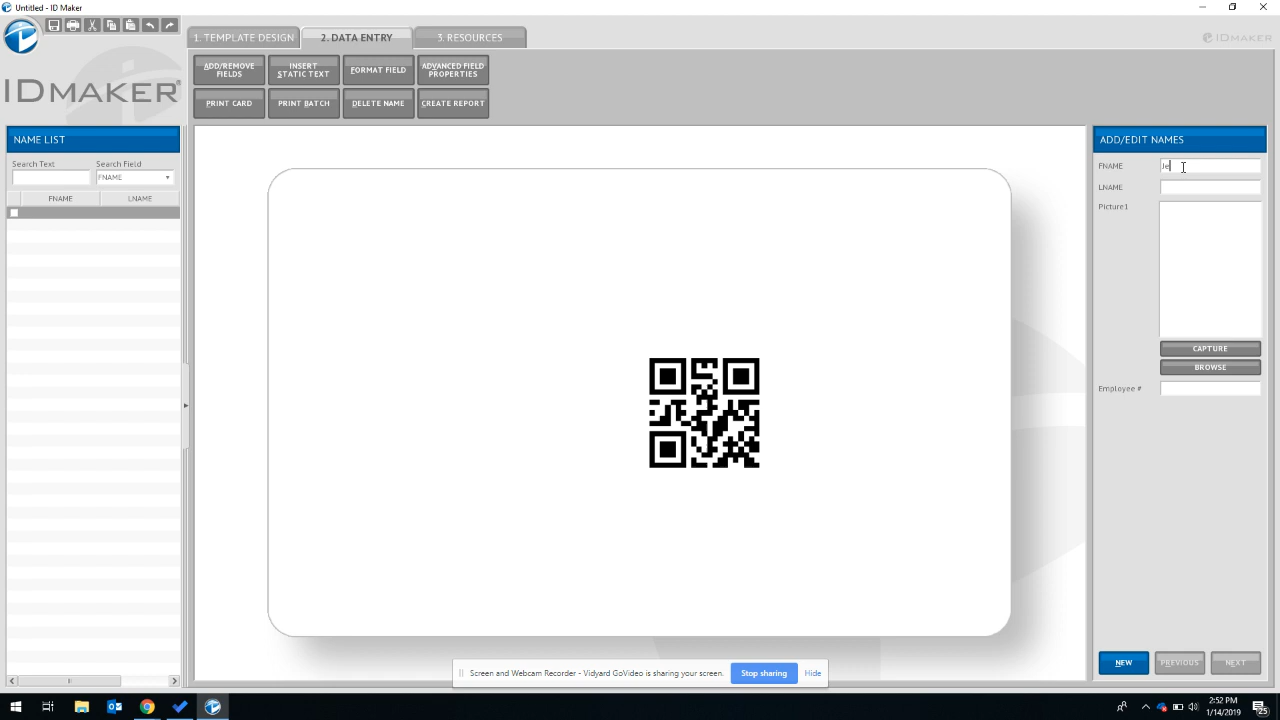 Untitled - ID Maker
1. TEMPLATE DESIGN
2. DATA ENTRY
3. RESOURCES
IDMAKER
IDMAKER®
ADD/REMOVE FIELDS
INSERT STATIC TEXT
FORMAT FIELD
ADVANCED FIELD PROPERTIES
PRINT CARD
PRINT BATCH
DELETE NAME
CREATE REPORT
NAME LIST
Search Text
Search Field
FNAME
FNAME
LNAME
ADD/EDIT NAMES
FNAME
Je
LNAME
Picture1
CAPTURE
BROWSE
Employee #
NEW
PREVIOUS
NEXT
Screen and Webcam Recorder - Vidyard GoVideo is sharing your screen.
Stop sharing
Hide
2:52 PM
1/14/2019
25